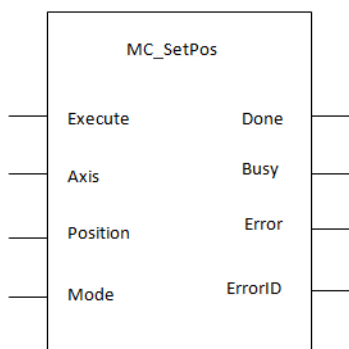 MC_SetPos
Execute Done
Axis Busy
Position Error
Mode ErrorID